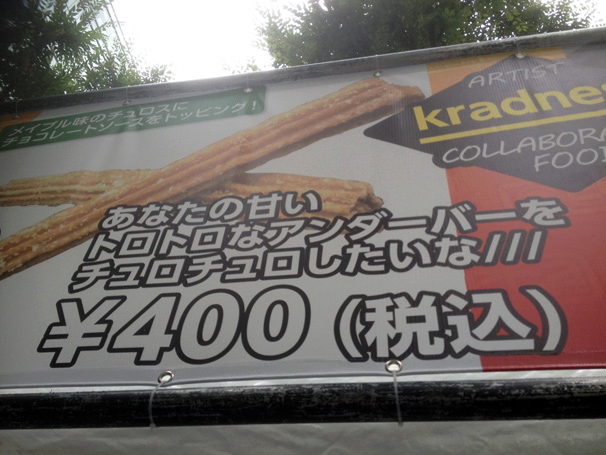 メイプル味のチュロスに
チョコレートソースをトッピング!
ARTIST
kradnes
COLLABORA
FOO
あなたの甘い
トロトロなアンダーバーを
チュロチュロしたいな///
¥400(税込)